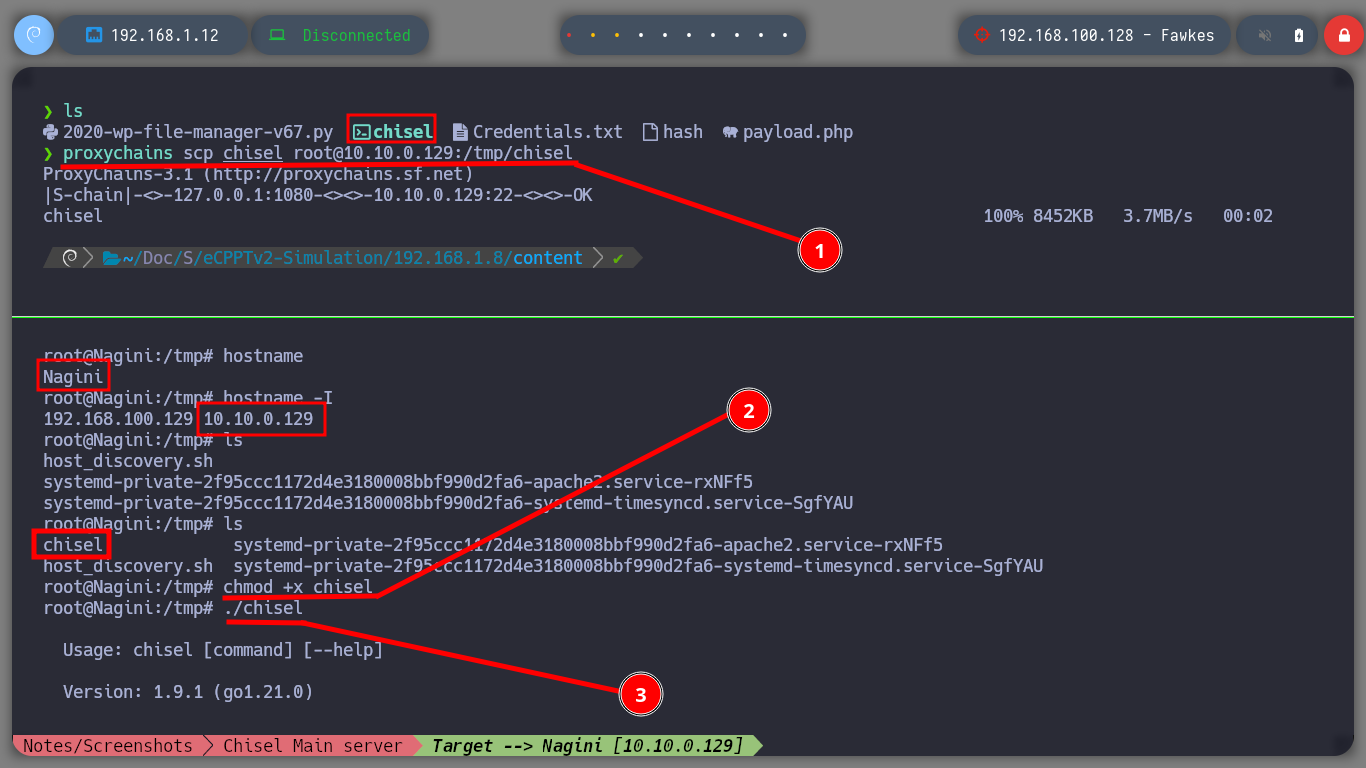 192.168.1.12 Disconnected 192.168.100.128 - Fawkes
❯ ls
2020-wp-file-manager-v67.py chisel Credentials.txt hash payload.php
❯ proxychains scp chisel root@10.10.0.129:/tmp/chisel
ProxyChains-3.1 (http://proxychains.sf.net)
|S-chain|-<>-127.0.0.1:1080-<><>-10.10.0.129:22-<><>-OK
chisel 100% 8452KB 3.7MB/s 00:02
1
~/Doc/S/eCPPTv2-Simulation/192.168.1.8/content ✔
root@Nagini:/tmp# hostname
Nagini
root@Nagini:/tmp# hostname -I
2
192.168.100.129 10.10.0.129
root@Nagini:/tmp# ls
host_discovery.sh
systemd-private-2f95ccc1172d4e3180008bbf990d2fa6-apache2.service-rxNFf5
systemd-private-2f95ccc1172d4e3180008bbf990d2fa6-systemd-timesyncd.service-SgfYAU
root@Nagini:/tmp# ls
chisel systemd-private-2f95ccc1172d4e3180008bbf990d2fa6-apache2.service-rxNFf5
host_discovery.sh systemd-private-2f95ccc1172d4e3180008bbf990d2fa6-systemd-timesyncd.service-SgfYAU
root@Nagini:/tmp# chmod +x chisel
root@Nagini:/tmp# ./chisel
Usage: chisel [command] [--help]
Version: 1.9.1 (go1.21.0)
3
Notes/Screenshots Chisel Main server Target --> Nagini [10.10.0.129]